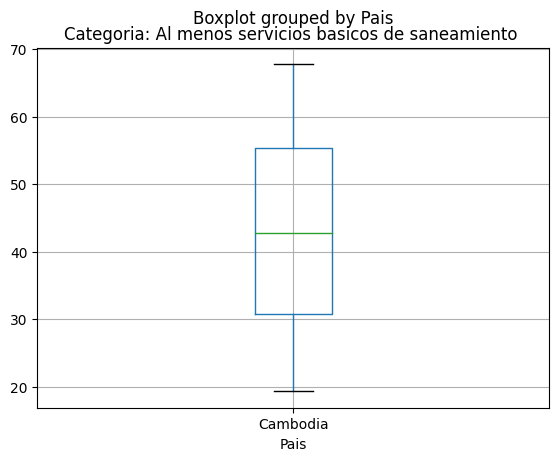 Boxplot grouped by Pais
Categoria: Al menos servicios basicos de saneamiento
70
60
50
40
30
20
Cambodia
Pais